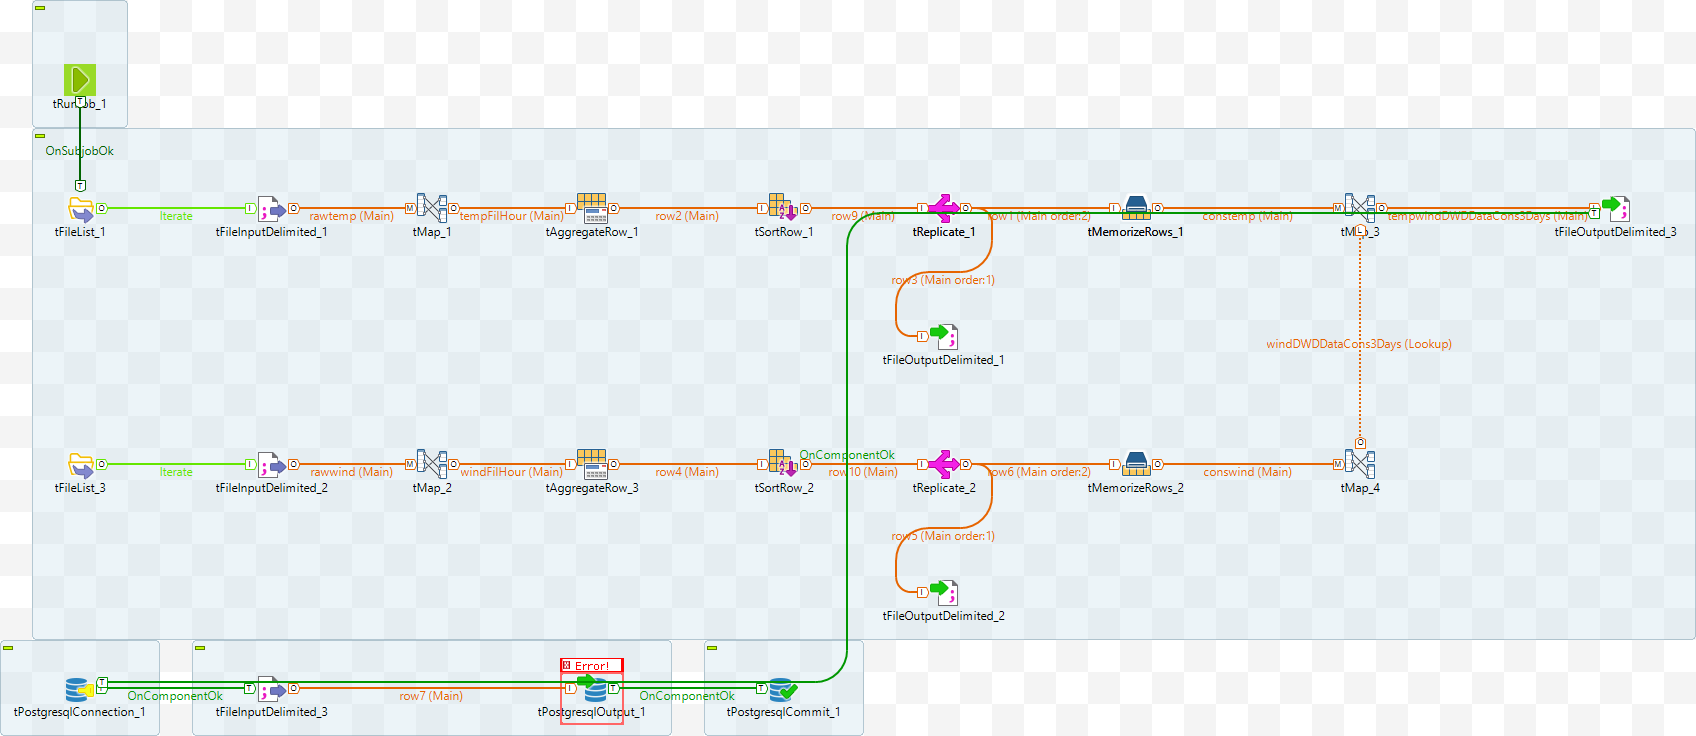 tRunJob_1
OnSubjobOk
Iterate
rawtemp (Main)
tempFilHour (Main)
row2 (Main)
row9 (Main)
row1 (Main order:2)
constemp (Main)
tempwindDWDDataCons3Days (Main)
tFileList_1
tFileInputDelimited_1
tMap_1
tAggregateRow_1
tSortRow_1
tReplicate_1
tMemorizeRows_1
tMap_3
tFileOutputDelimited_3
row3 (Main order:1)
tFileOutputDelimited_1
windDWDDataCons3Days (Lookup)
OnComponentOk
Iterate
rawwind (Main)
windFilHour (Main)
row4 (Main)
row10 (Main)
row6 (Main order:2)
conswind (Main)
tFileList_3
tFileInputDelimited_2
tMap_2
tAggregateRow_3
tSortRow_2
tReplicate_2
tMemorizeRows_2
tMap_4
row5 (Main order:1)
tFileOutputDelimited_2
Error!
OnComponentOk
row7 (Main)
OnComponentOk
tPostgresqlConnection_1
tFileInputDelimited_3
tPostgresqlOutput_1
tPostgresqlCommit_1